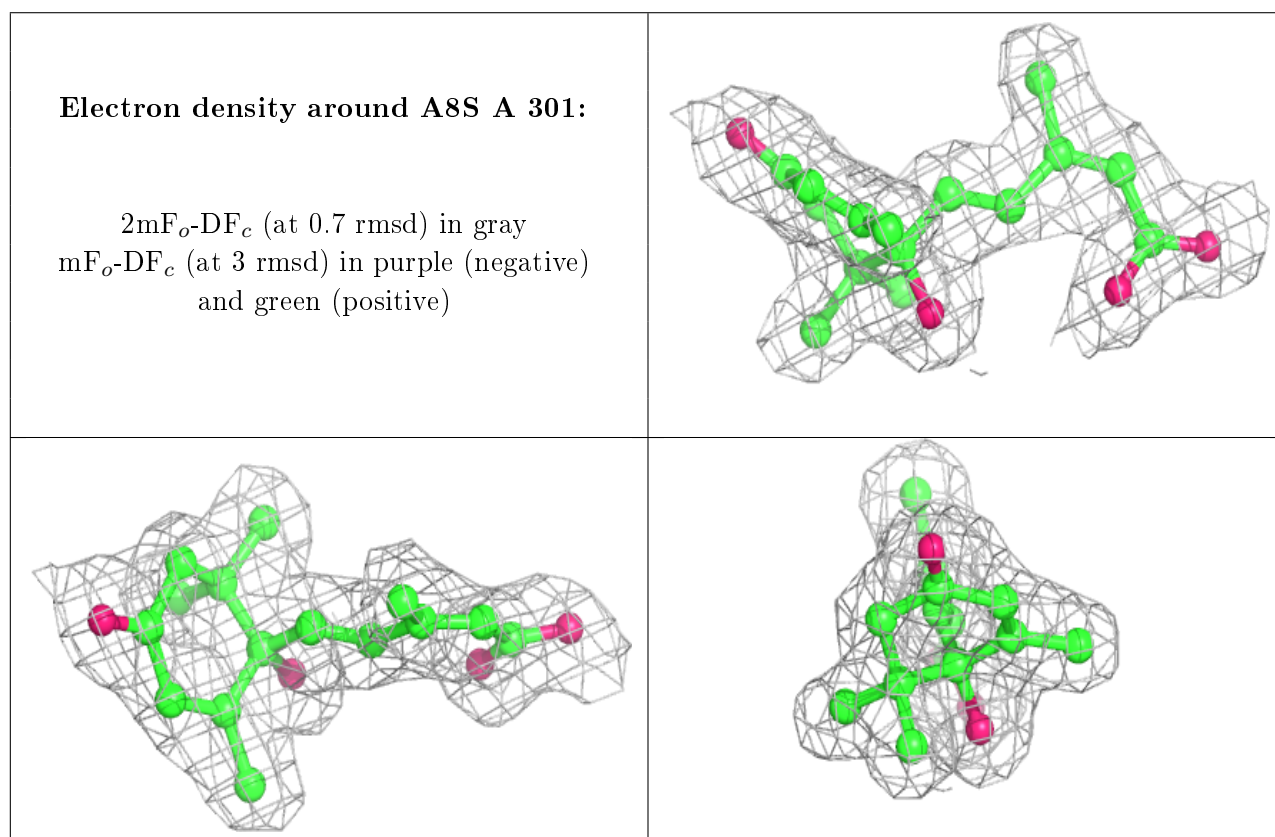 Electron density around A8S A 301:
2mFo-DFc (at 0.7 rmsd) in gray
mFo-DFc (at 3 rmsd) in purple (negative)
and green (positive)